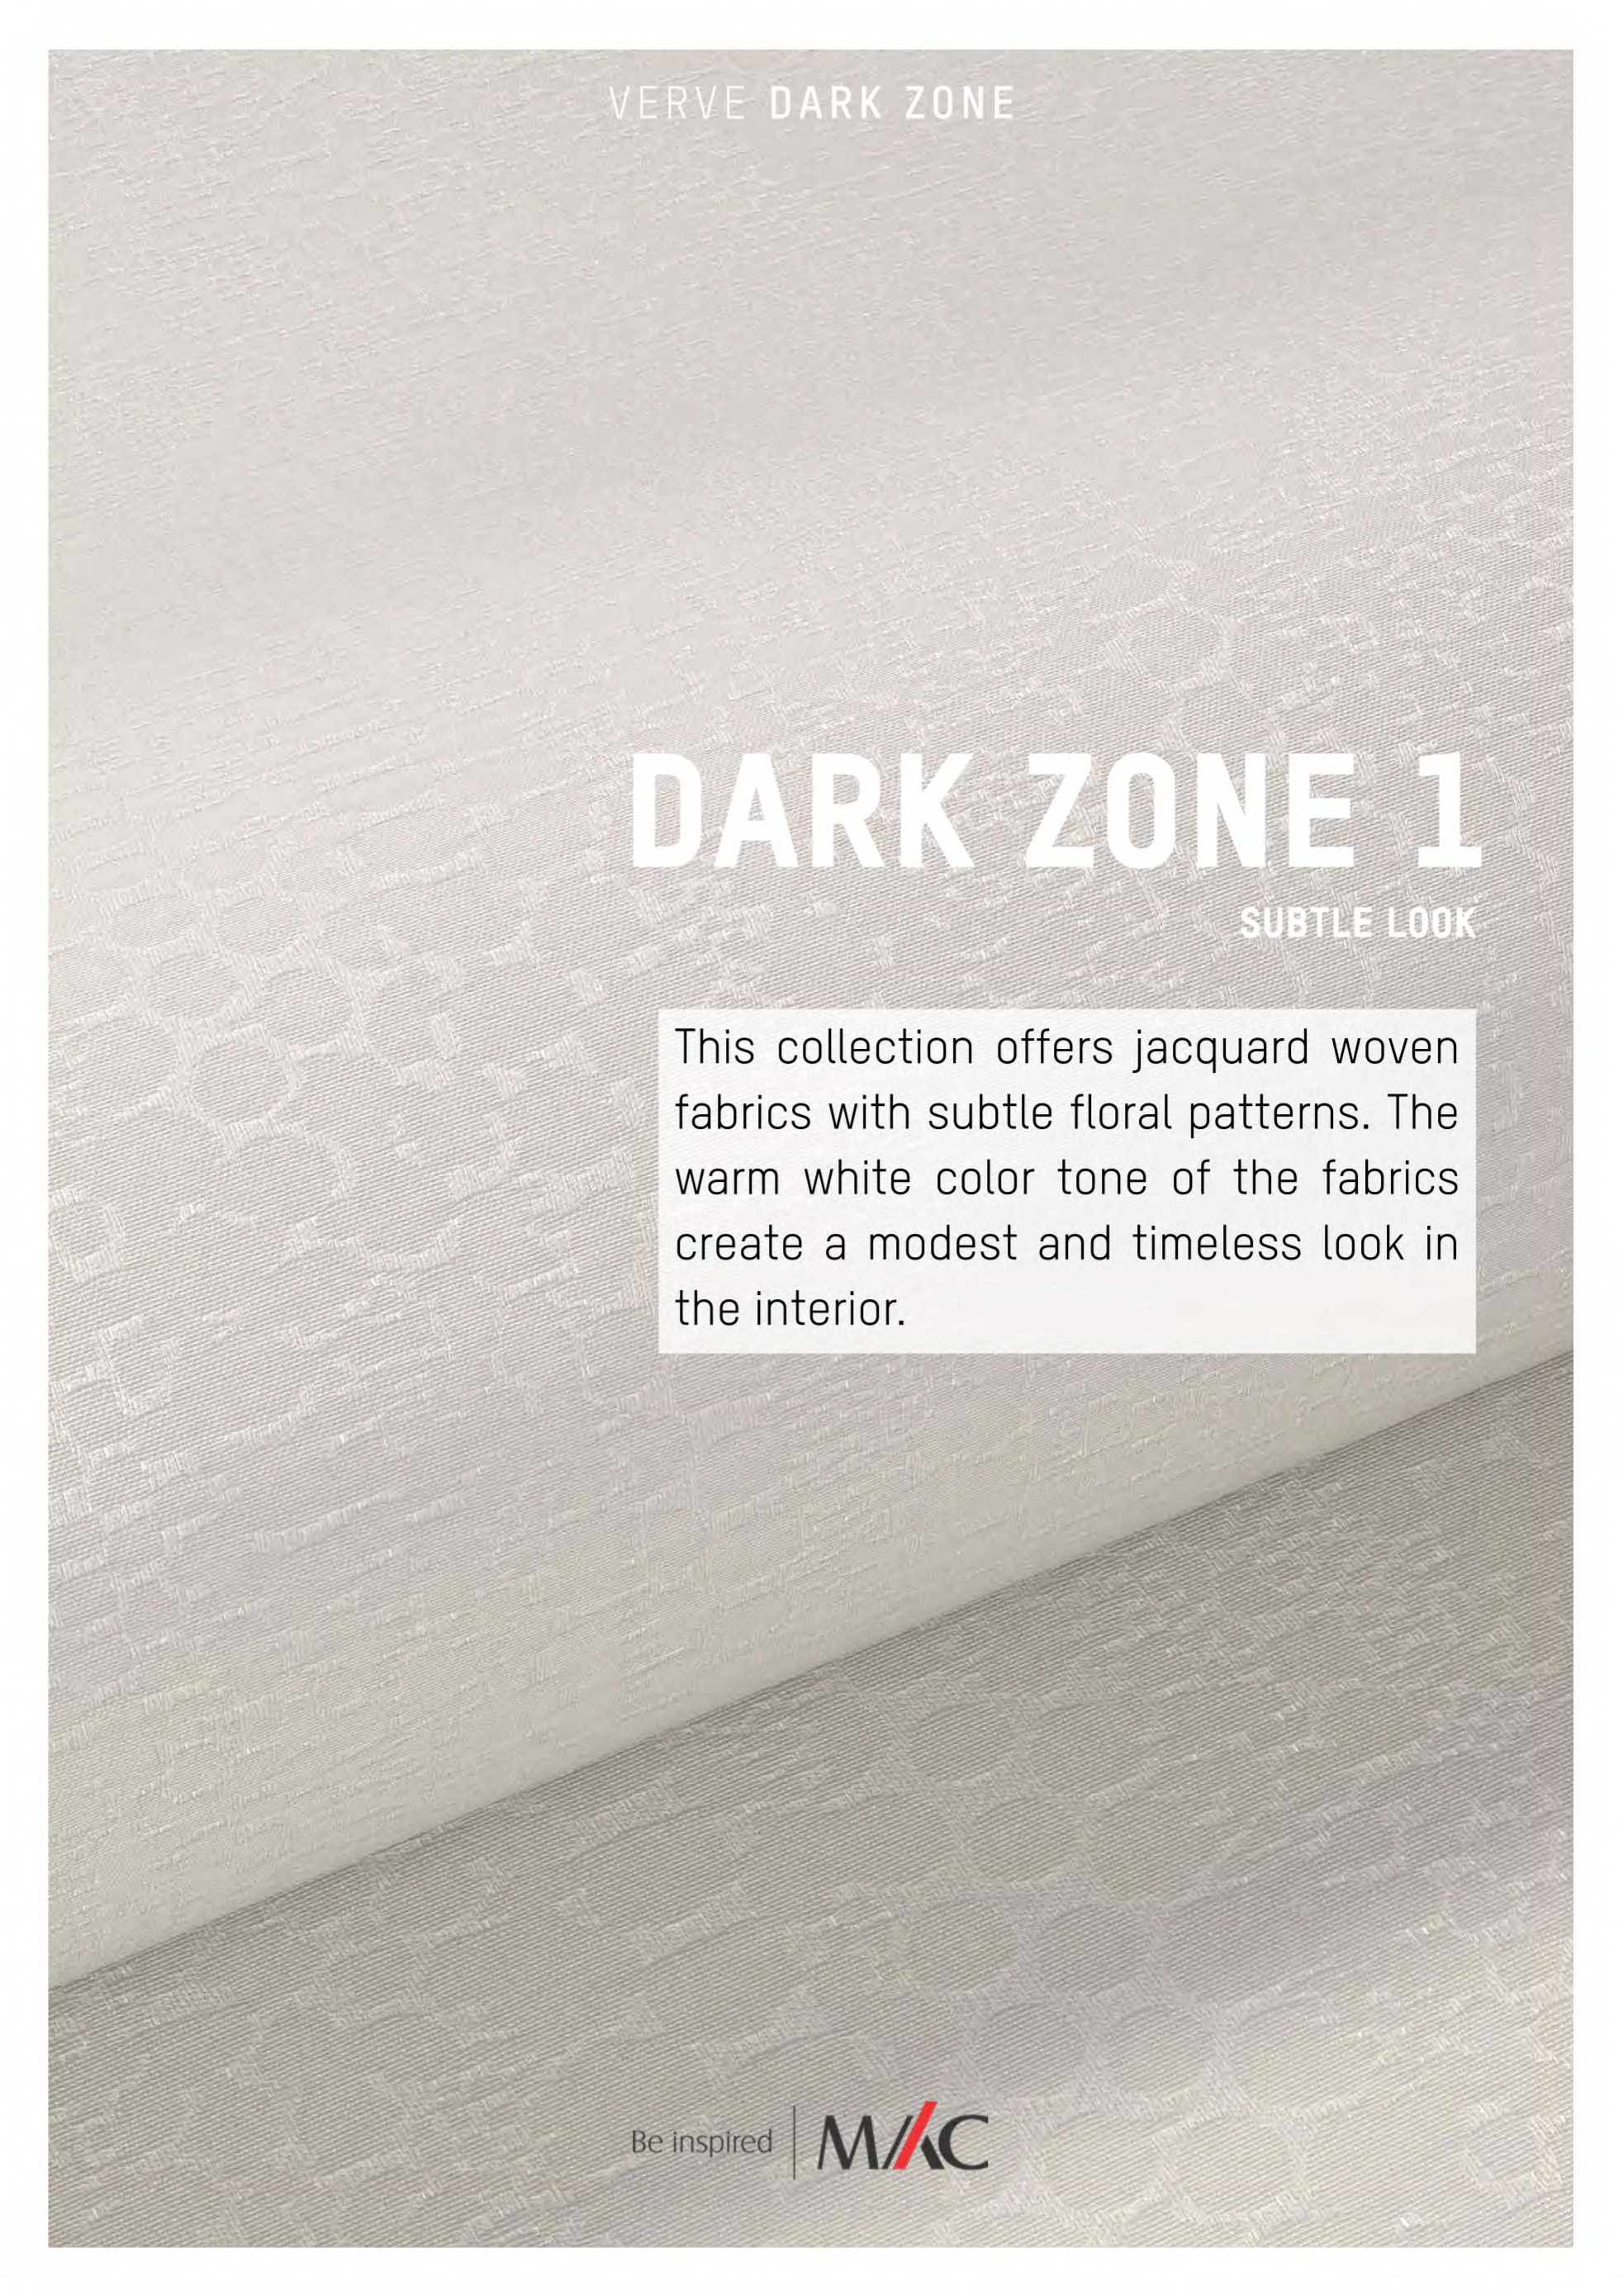 VERVE DARK ZONE
DARK ZONE 1
SUBTLE LOOK
This collection offers jacquard woven
fabrics with subtle floral patterns. The
warm white color tone of the fabrics
create a modest and timeless look in
the interior.
Be inspired | MAC